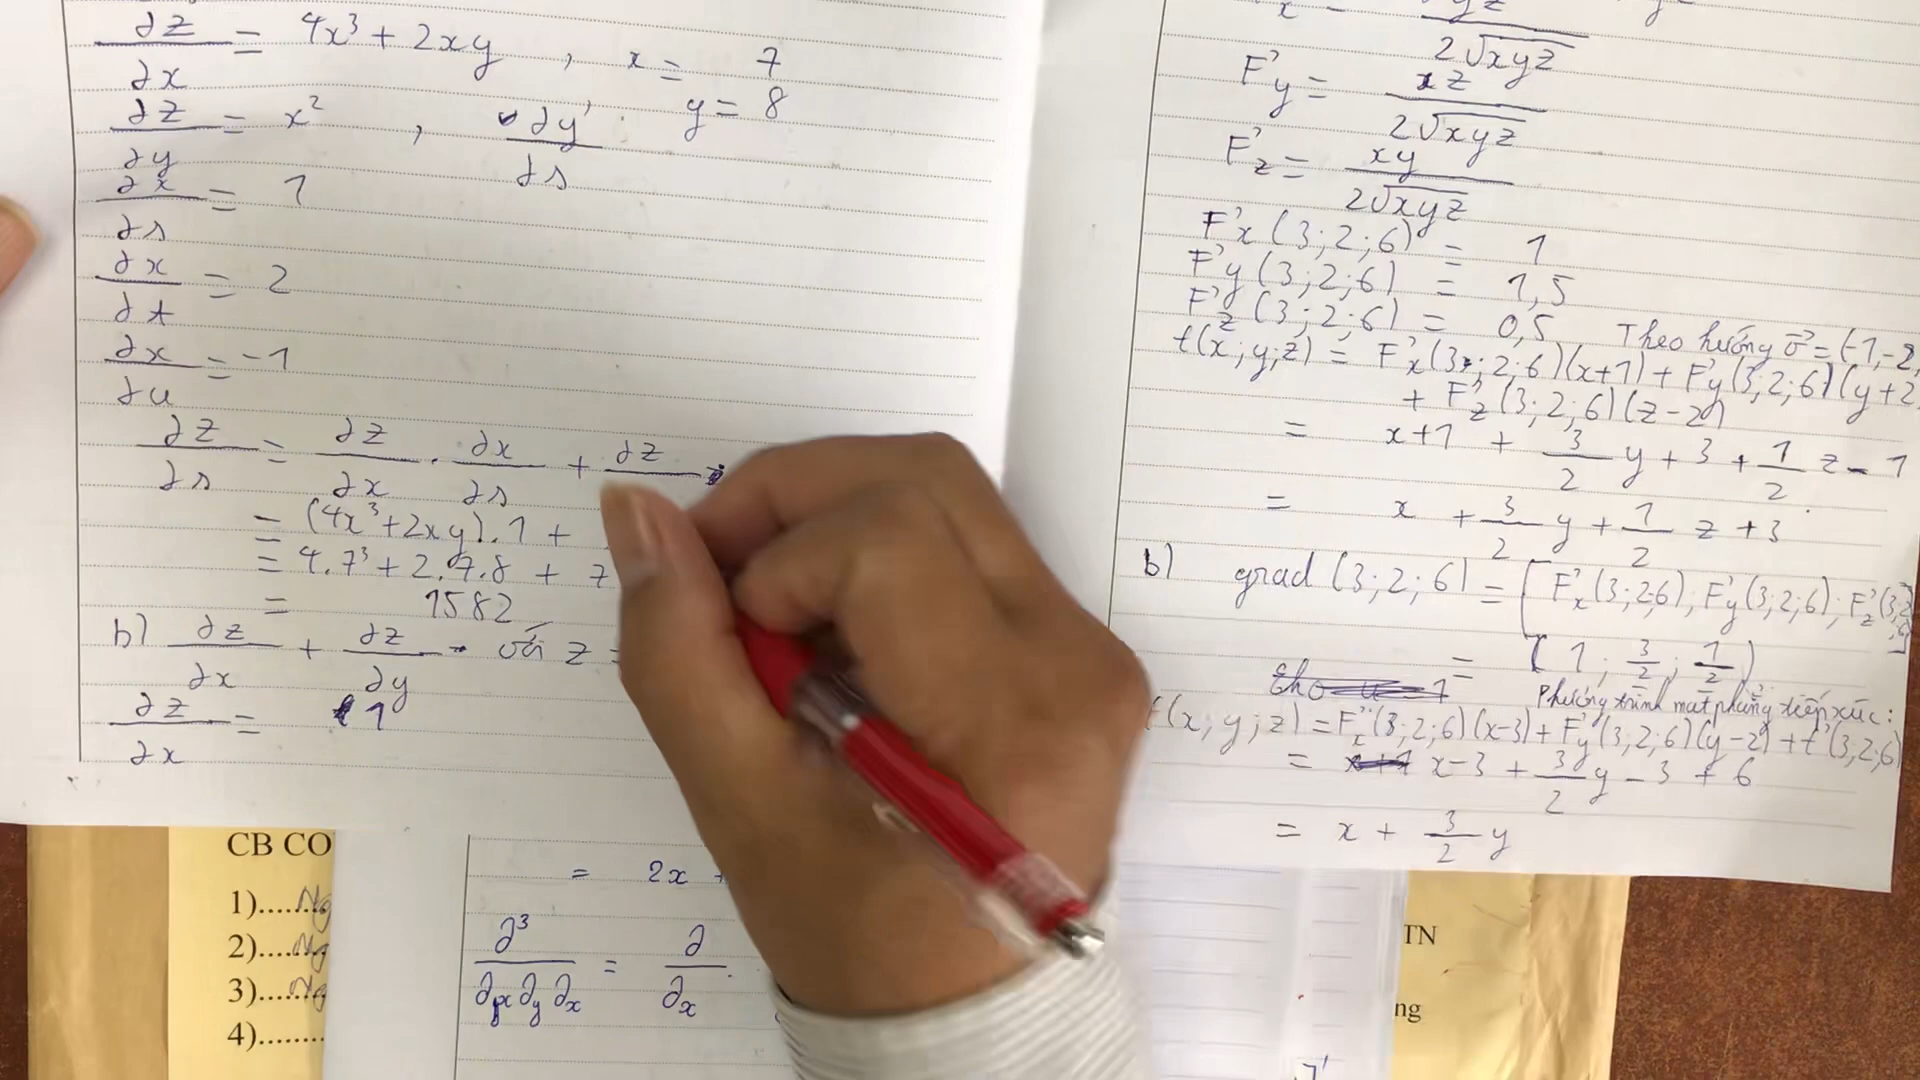 ∂z/∂x = 4x³ + 2xy , x = 7
y = 8
∂z/∂y = x² , ∂y/∂s
∂x/∂s = 1
∂x/∂t = 2
∂x/∂u = -1
∂z/∂s = ∂z/∂x . ∂x/∂s + ∂z
= (4x³+2xy).1 +
= 4.7³ + 2.7.8 + 7
= 1582
b) ∂z/∂x + ∂z/∂y với z =
∂z/∂x = 1
2√xyz
F'y = xz / 2√xyz
F'z = xy / 2√xyz
F'x (3;2;6) = 1
F'y (3;2;6) = 1,5
F'z (3;2;6) = 0,5 Theo hướng v⃗ = (-1,-2,
t(x;y;z) = F'x(3;2;6)(x+1) + F'y(3;2;6)(y+2
+ F'z(3;2;6)(z-2)
= x+1 + 3/2 y + 3 + 1/2 z - 1
= x + 3/2 y + 1/2 z + 3
b) grad (3;2;6) = [F'x(3;26), F'y(3;2;6); F'z(3;2;6)]
= (1; 3/2; 1/2)
Phương trình mặt phẳng tiếp xúc:
t(x;y;z) = F'x(3;2;6)(x-3) + F'y(3;2;6)(y-2) + t'(3;2;6)
= x-3 + 3/2 y - 3 + 6
= x + 3/2 y
CB CO
1)......Ng
2)....Ng
3)....Ng
4)........
= 2x +
∂³/∂x∂y∂x = ∂/∂x .
TN
ng